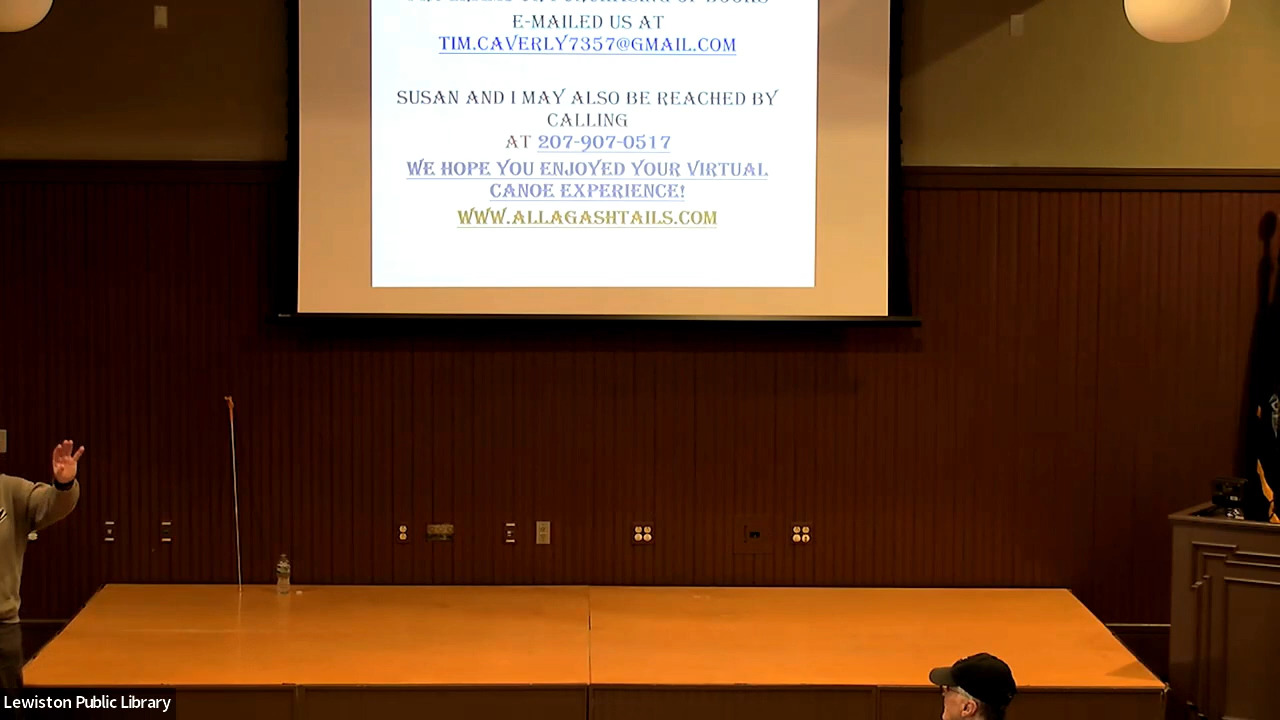 E-MAILED US AT
TIM.CAVERLY7357@GMAIL.COM
SUSAN AND I MAY ALSO BE REACHED BY
CALLING
AT 207-907-0517
WE HOPE YOU ENJOYED YOUR VIRTUAL
CANOE EXPERIENCE!
WWW.ALLAGASHTAILS.COM
Lewiston Public Library